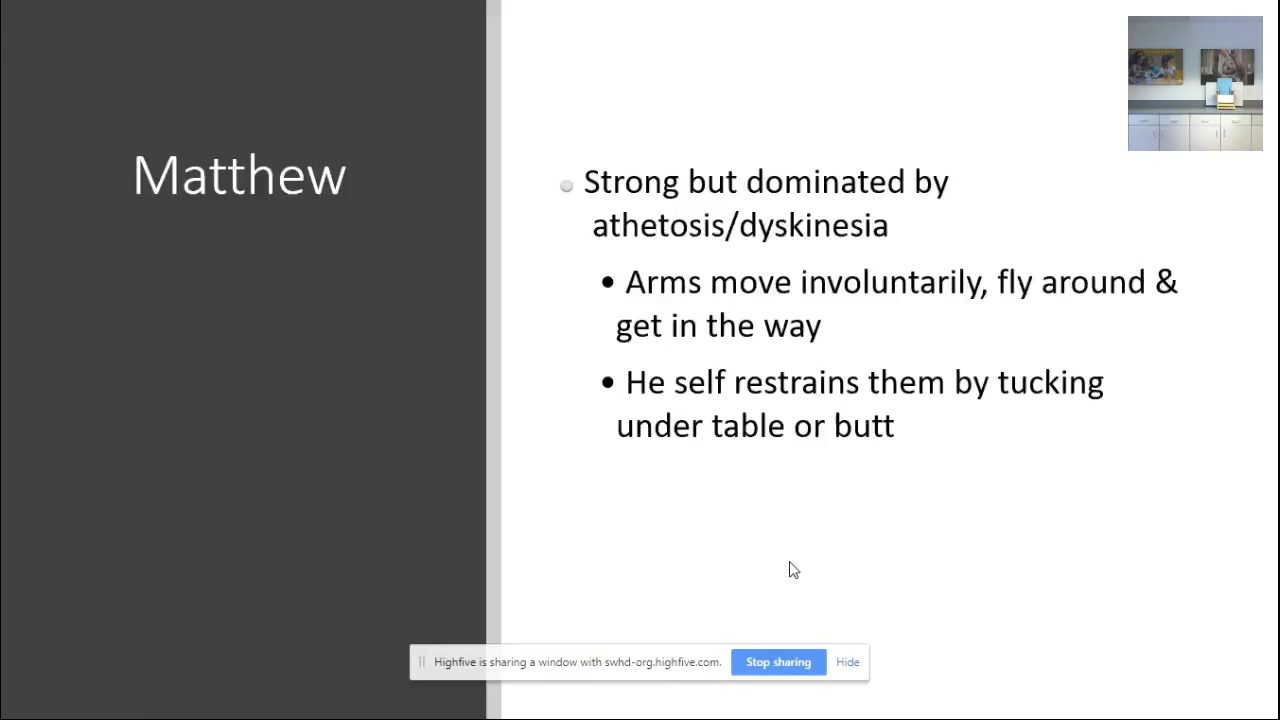 Matthew
Strong but dominated by
athetosis/dyskinesia
• Arms move involuntarily, fly around &
get in the way
• He self restrains them by tucking
under table or butt
Highfive is sharing a window with swhd-org.highfive.com.
Stop sharing
Hide